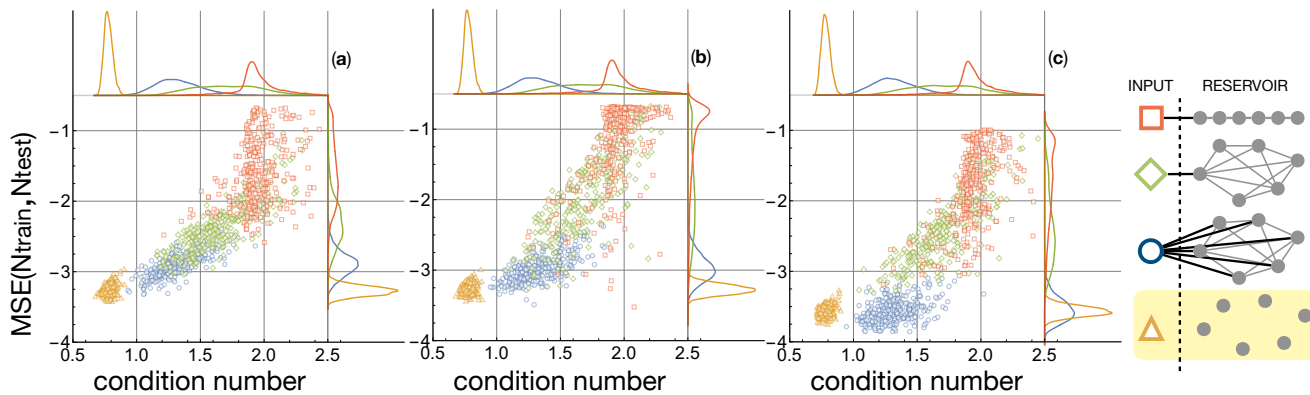 (a)
(b)
(c)
INPUT RESERVOIR
MSE(Ntrain,Ntest)
−1
−2
−3
−4
0.5 1.0 1.5 2.0 2.5
condition number
−1
−2
−3
−4
0.5 1.0 1.5 2.0 2.5
condition number
−1
−2
−3
−4
0.5 1.0 1.5 2.0 2.5
condition number